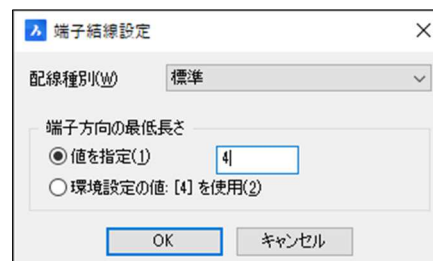 端子結線設定
配線種別(W) 標準
端子方向の最低長さ
値を指定(1) 4
環境設定の値: [4] を使用(2)
OK キャンセル